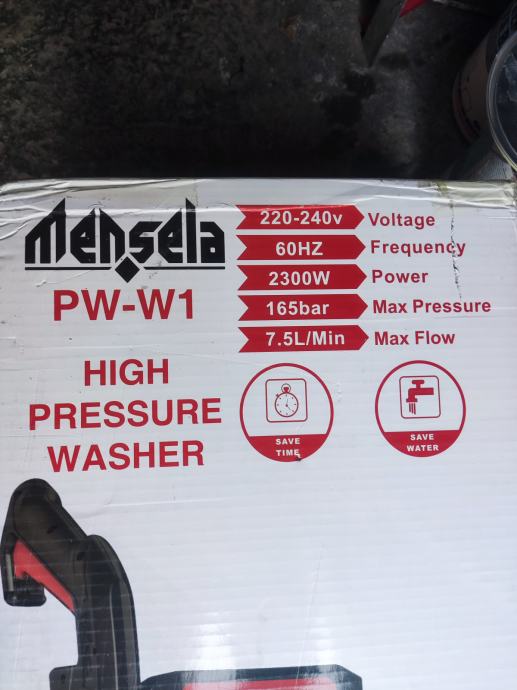 Mensela
PW-W1
HIGH
PRESSURE
WASHER
220-240v Voltage
60HZ Frequency
2300W Power
165bar Max Pressure
7.5L/Min Max Flow
SAVE
TIME
SAVE
WATER